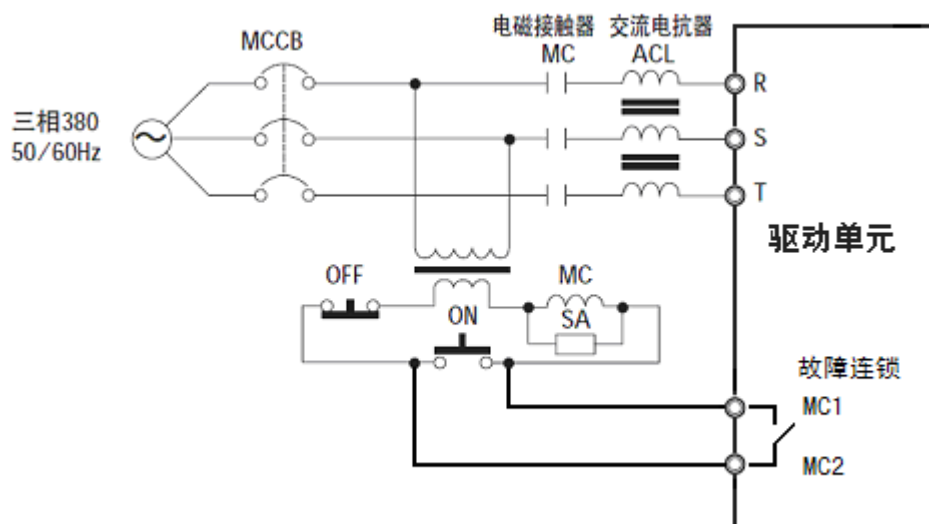 电磁接触器 交流电抗器
MCCB MC ACL
三相380
50/60Hz
R
S
T
驱动单元
OFF MC
ON SA
故障连锁
MC1
MC2